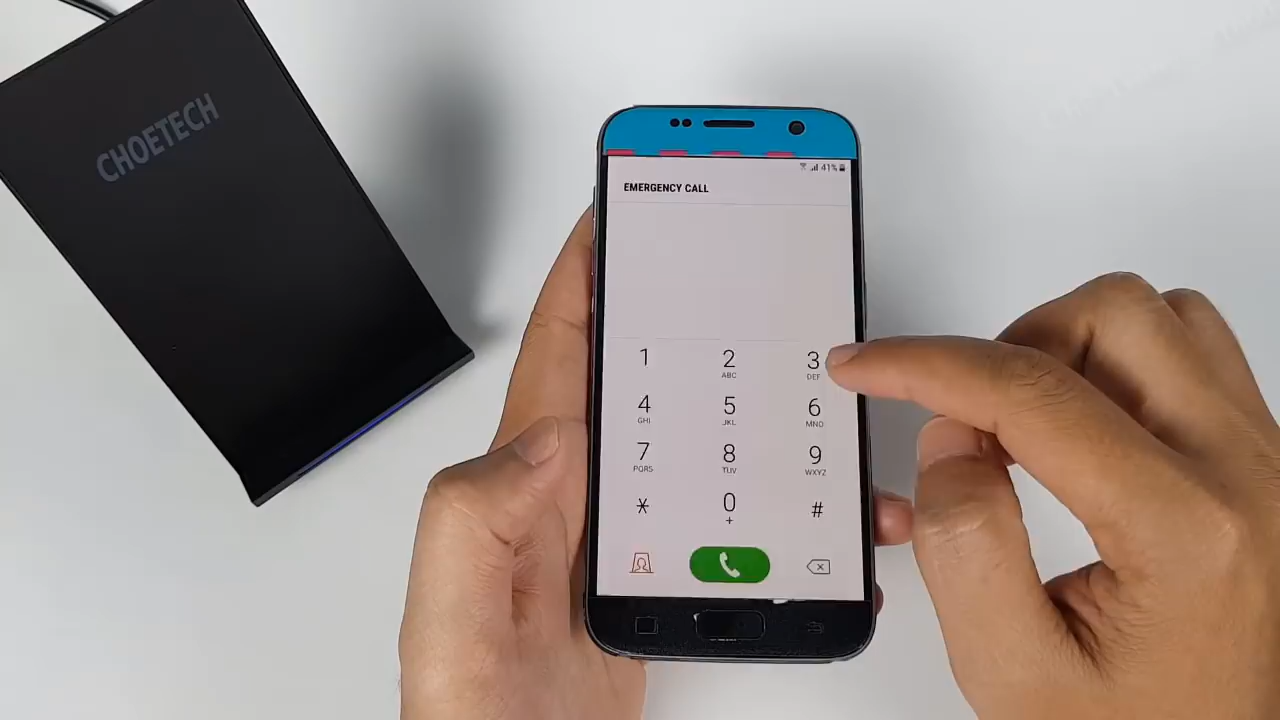 CHOETECH
41%
EMERGENCY CALL
1 2 3
ABC DEF
4 5 6
GHI JKL MNO
7 8 9
PQRS TUV WXYZ
* 0 #
+